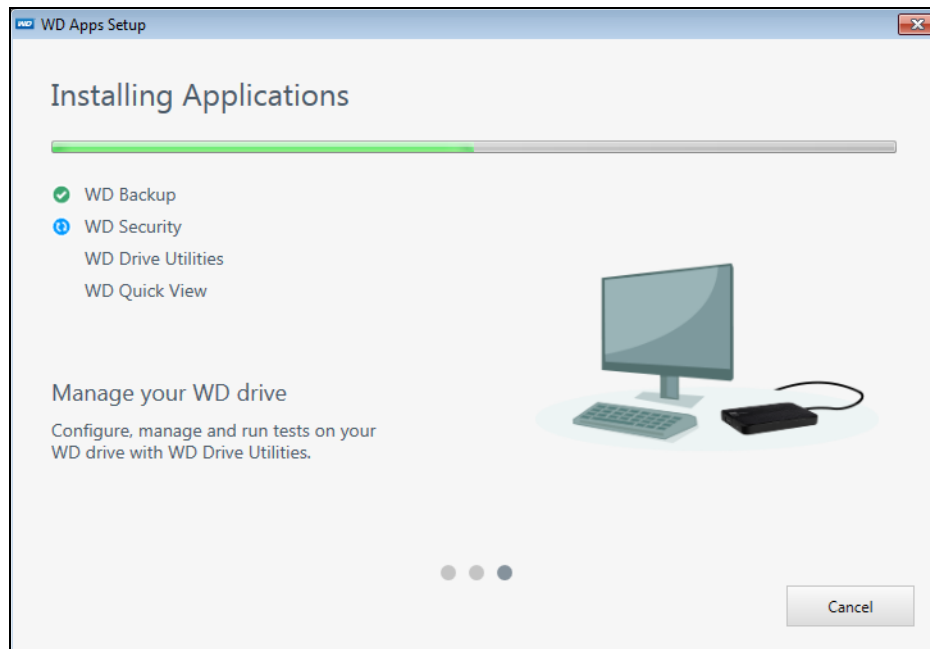 WD WD Apps Setup
Installing Applications
WD Backup
WD Security
WD Drive Utilities
WD Quick View
Manage your WD drive
Configure, manage and run tests on your
WD drive with WD Drive Utilities.
Cancel